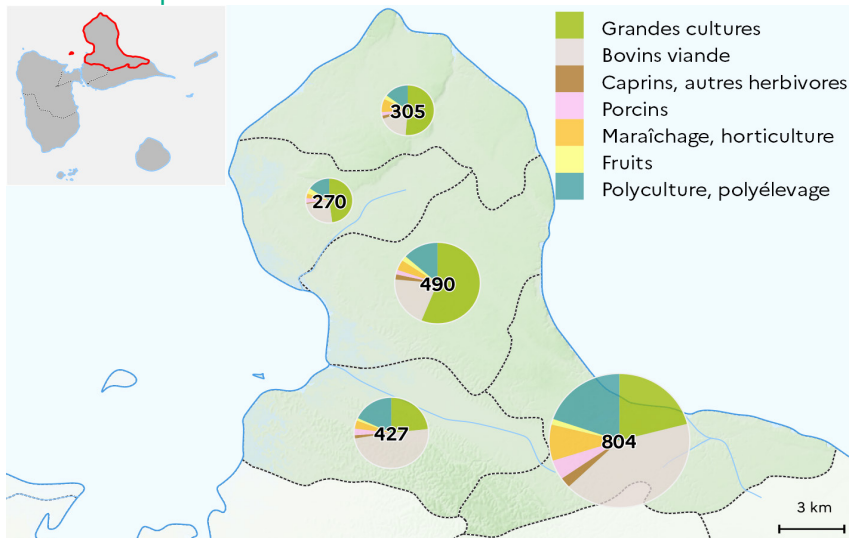 Grandes cultures
Bovins viande
Caprins, autres herbivores
Porcins
Maraîchage, horticulture
Fruits
Polyculture, polyélevage
305
270
490
427
804
3 km